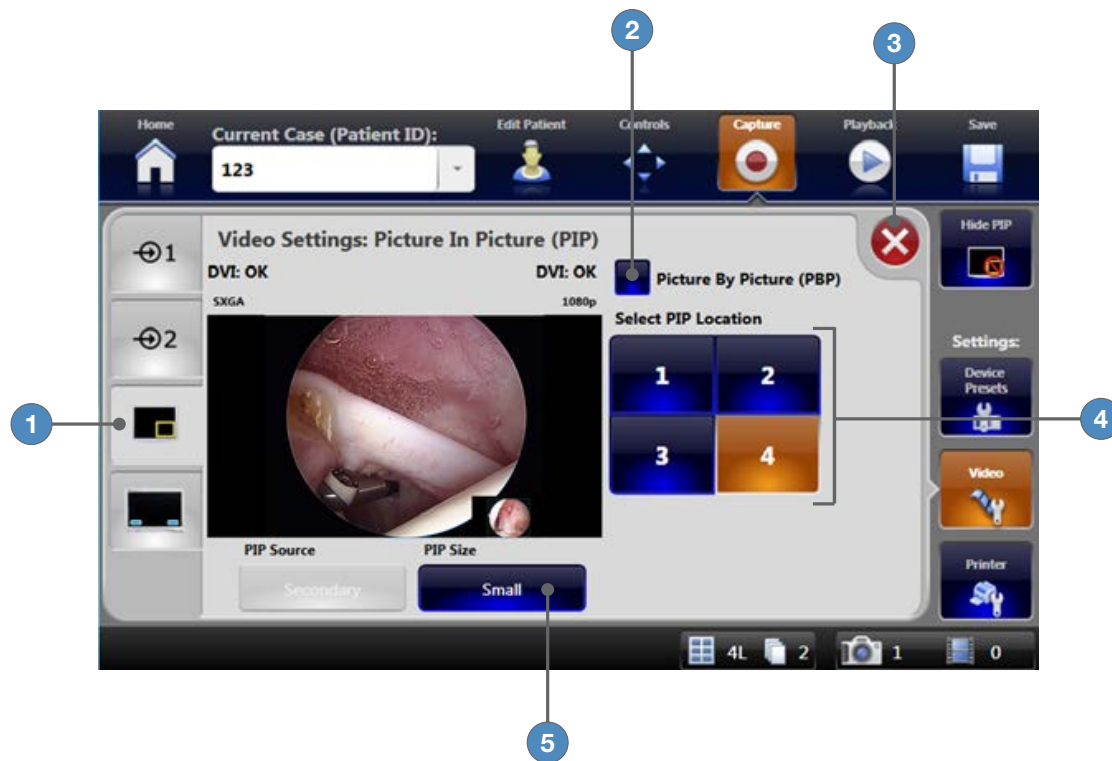 2
3
Home
Current Case (Patient ID):
Edit Patient
Controls
Capture
Playback
Save
123
1
Video Settings: Picture In Picture (PIP)
Hide PIP
DVI: OK
DVI: OK
Picture By Picture (PBP)
SXGA
1080p
Select PIP Location
2
1
2
Settings:
Device
Presets
1
4
3
4
Video
PIP Source
PIP Size
Secondary
Small
Printer
4L
2
1
0
5